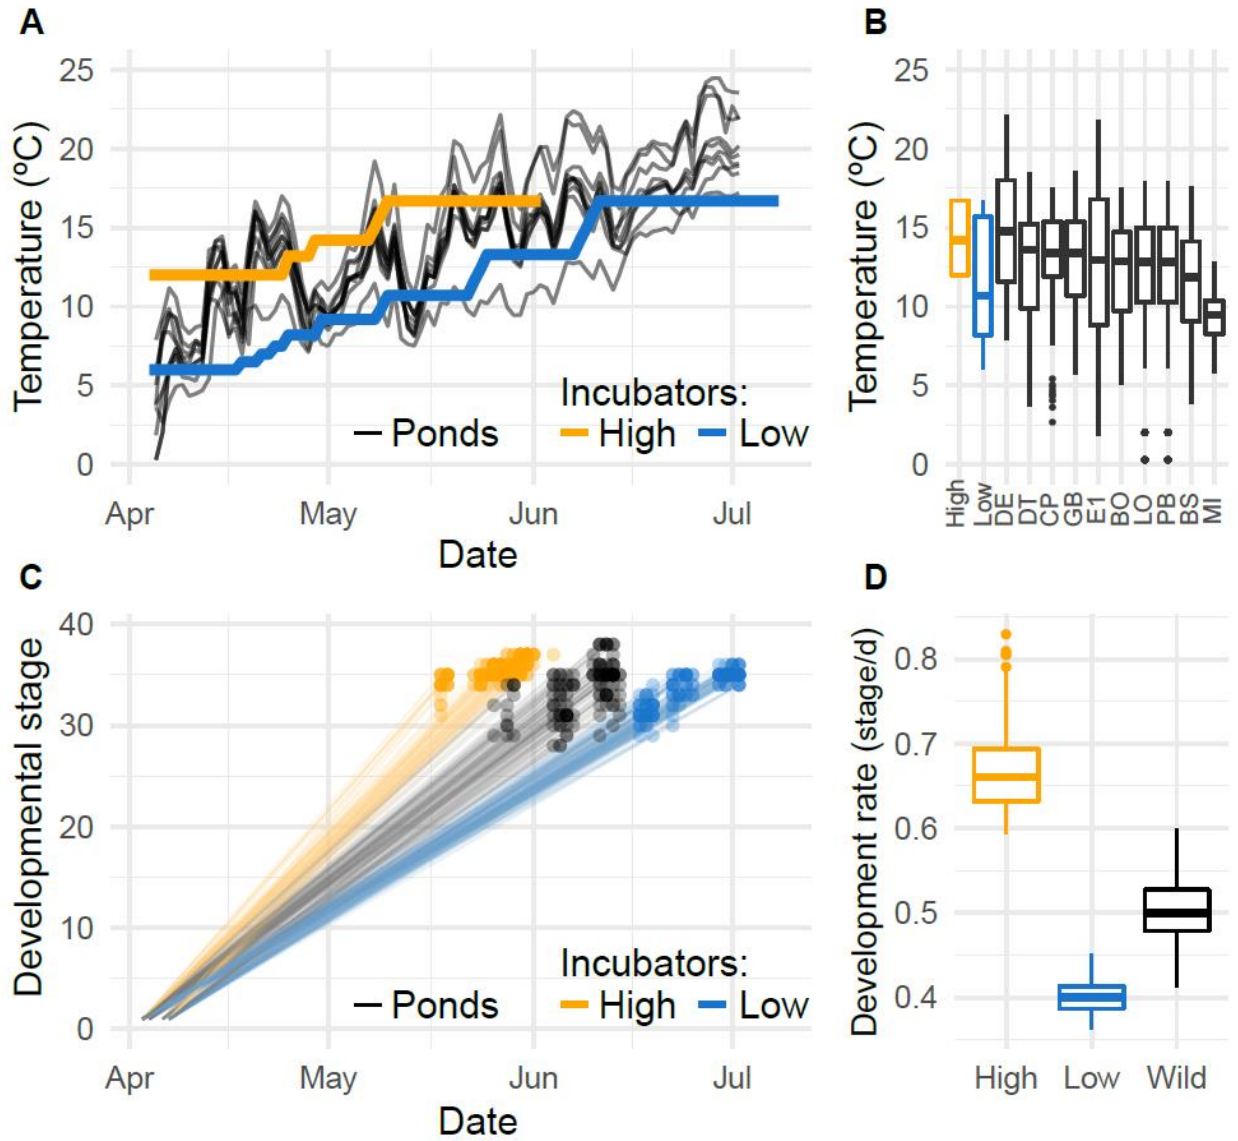 A
25
20
15
10
5
0
Temperature (ºC)
Incubators:
Ponds High Low
Apr May Jun Jul
Date
B
25
20
15
10
5
0
Temperature (ºC)
High Low DE DT CP GB E1 BO LO PB BS MI
C
40
30
20
10
0
Developmental stage
Incubators:
Ponds High Low
Apr May Jun Jul
Date
D
0.8
0.7
0.6
0.5
0.4
Development rate (stage/d)
High Low Wild